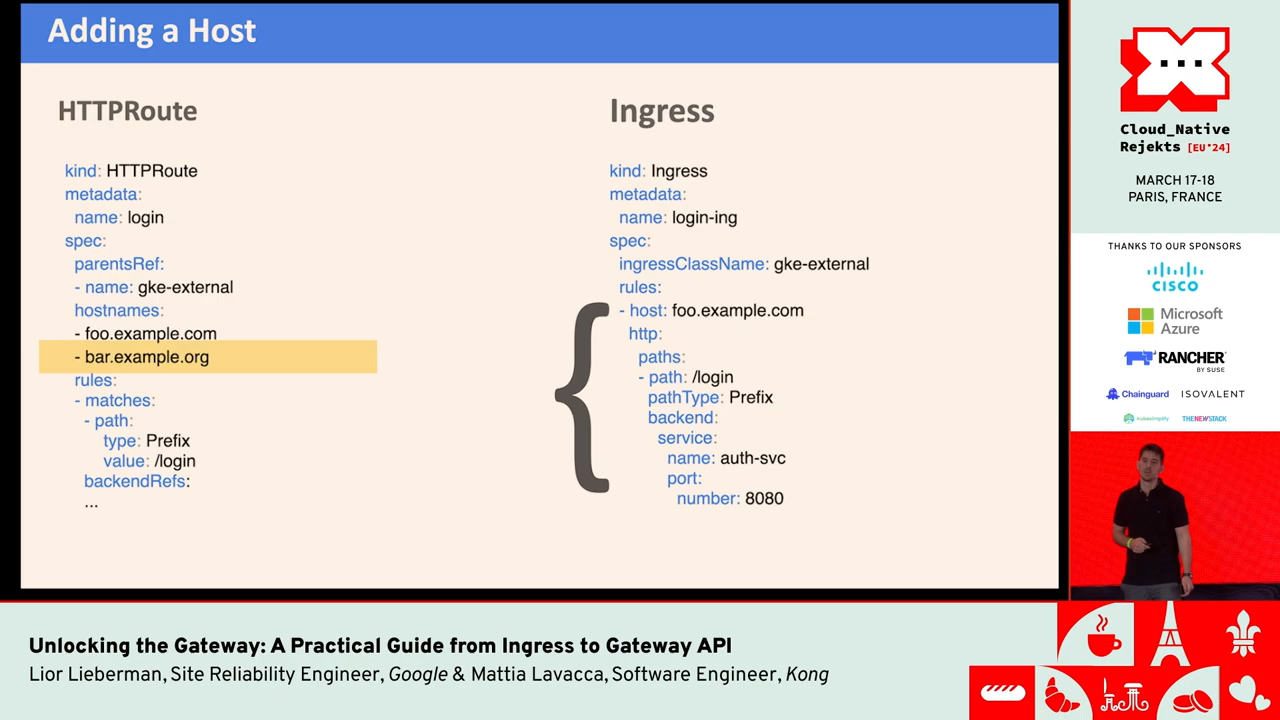 Adding a Host
HTTPRoute
kind: HTTPRoute
metadata:
name: login
spec:
parentsRef:
- name: gke-external
hostnames:
- foo.example.com
- bar.example.org
rules:
- matches:
- path:
type: Prefix
value: /login
backendRefs:
...
Ingress
kind: Ingress
metadata:
name: login-ing
spec:
ingressClassName: gke-external
rules:
- host: foo.example.com
http:
paths:
- path: /login
pathType: Prefix
backend:
service:
name: auth-svc
port:
number: 8080
{
Cloud_Native
Rejekts [EU'24]
MARCH 17-18
PARIS, FRANCE
THANKS TO OUR SPONSORS
CISCO
Microsoft
Azure
RANCHER
BY SUSE
Chainguard
ISOVALENT
kubesimplify
THENEWSTACK
Unlocking the Gateway: A Practical Guide from Ingress to Gateway API
Lior Lieberman, Site Reliability Engineer, Google & Mattia Lavacca, Software Engineer, Kong